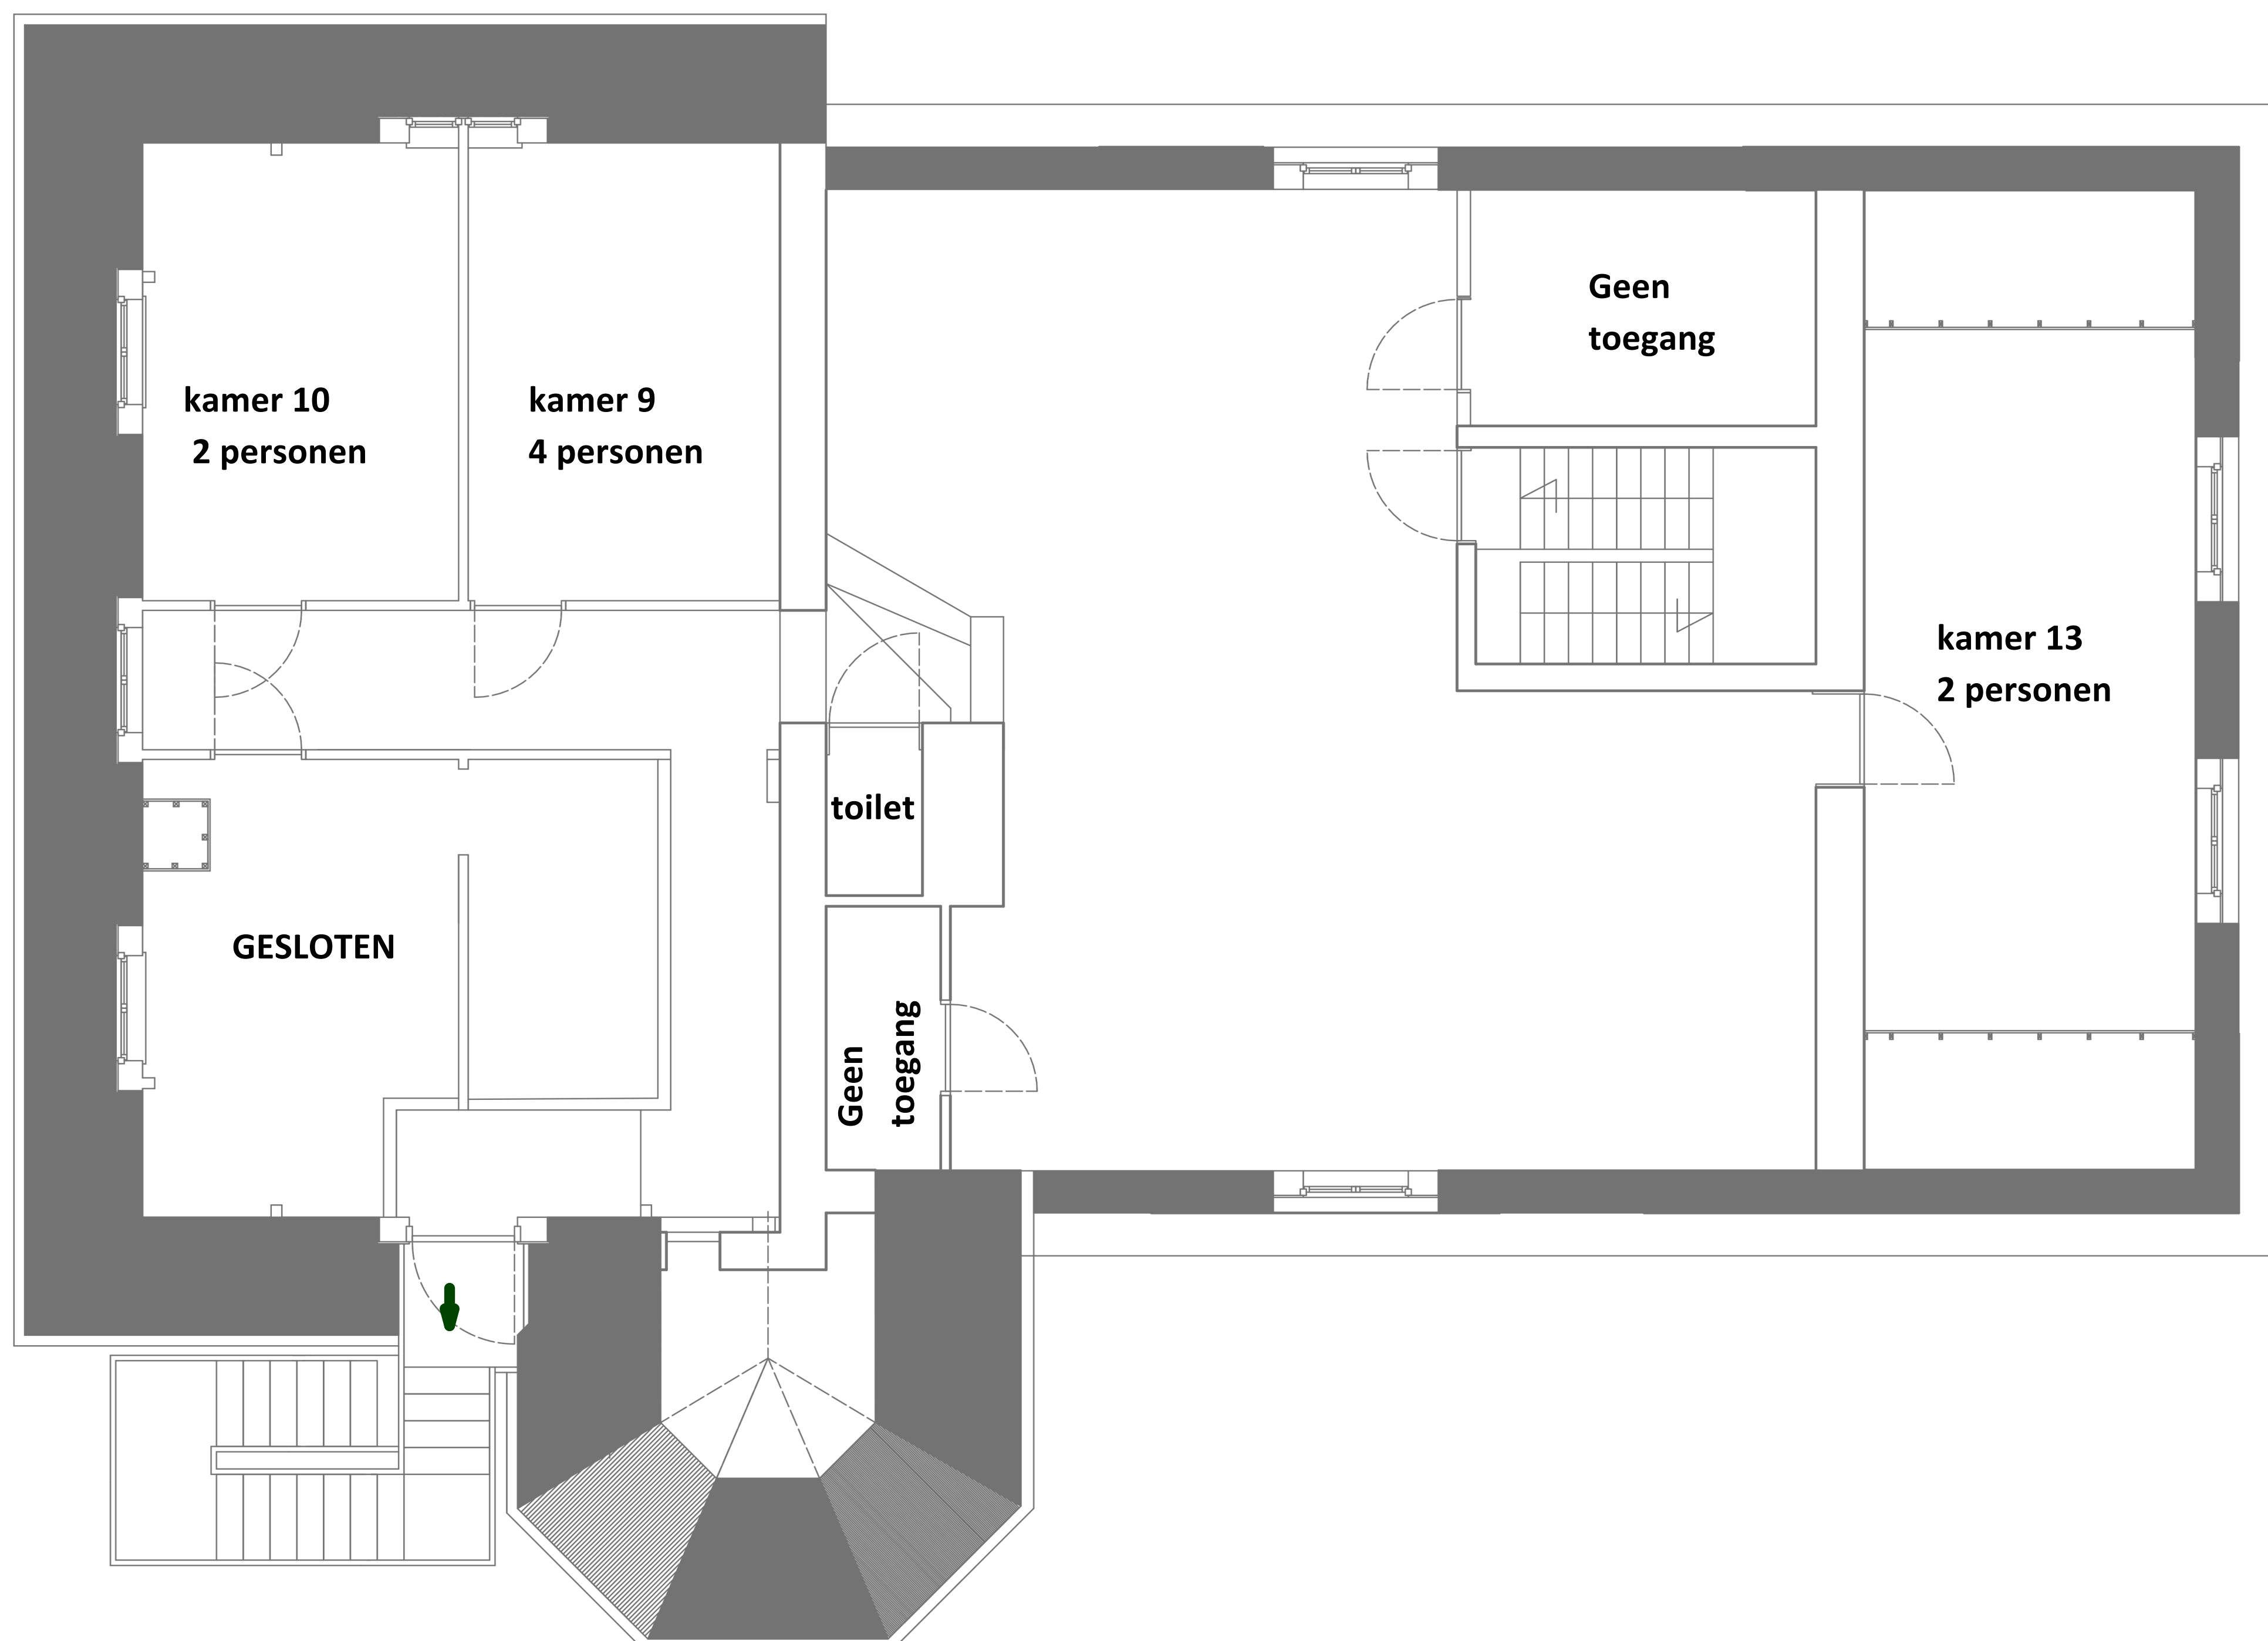 Geen
toegang
kamer 10
2 personen
kamer 9
4 personen
kamer 13
2 personen
toilet
GESLOTEN
Geen
toegang